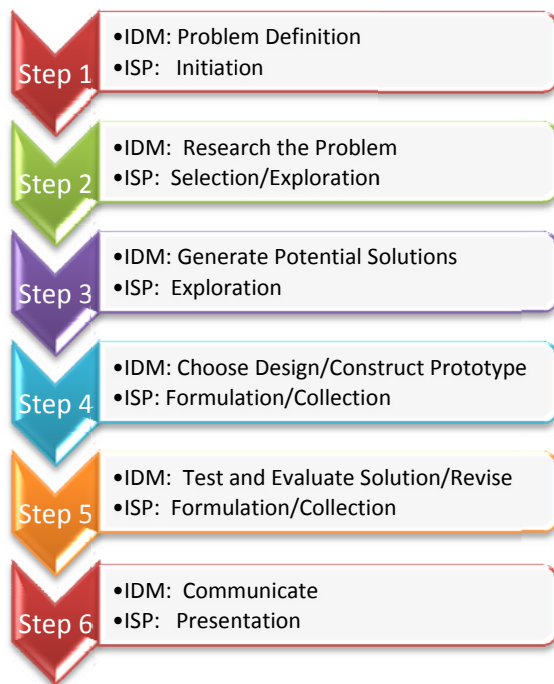 Step 1
•IDM: Problem Definition
•ISP: Initiation
Step 2
•IDM: Research the Problem
•ISP: Selection/Exploration
Step 3
•IDM: Generate Potential Solutions
•ISP: Exploration
Step 4
•IDM: Choose Design/Construct Prototype
•ISP: Formulation/Collection
Step 5
•IDM: Test and Evaluate Solution/Revise
•ISP: Formulation/Collection
Step 6
•IDM: Communicate
•ISP: Presentation